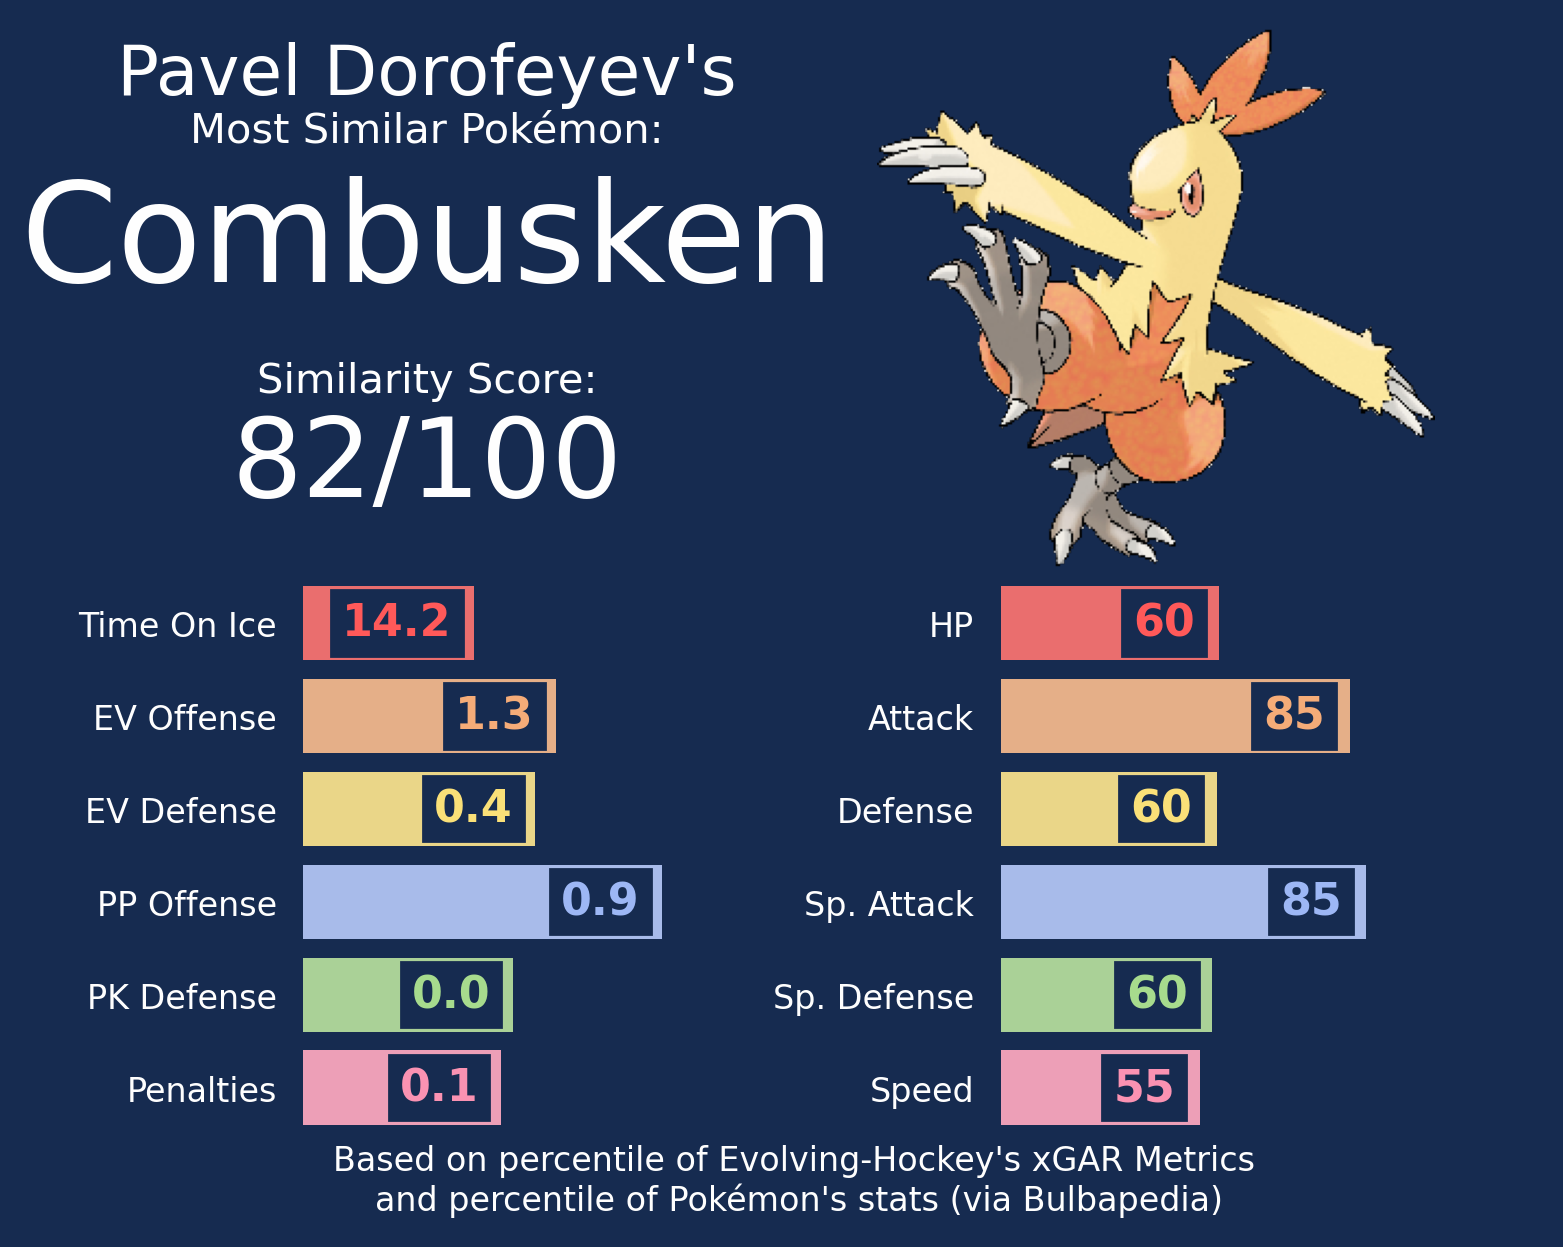 Pavel Dorofeyev's
Most Similar Pokémon:
Combusken
Similarity Score:
82/100
Time On Ice 14.2
EV Offense 1.3
EV Defense 0.4
PP Offense 0.9
PK Defense 0.0
Penalties 0.1
HP 60
Attack 85
Defense 60
Sp. Attack 85
Sp. Defense 60
Speed 55
Based on percentile of Evolving-Hockey's xGAR Metrics
and percentile of Pokémon's stats (via Bulbapedia)